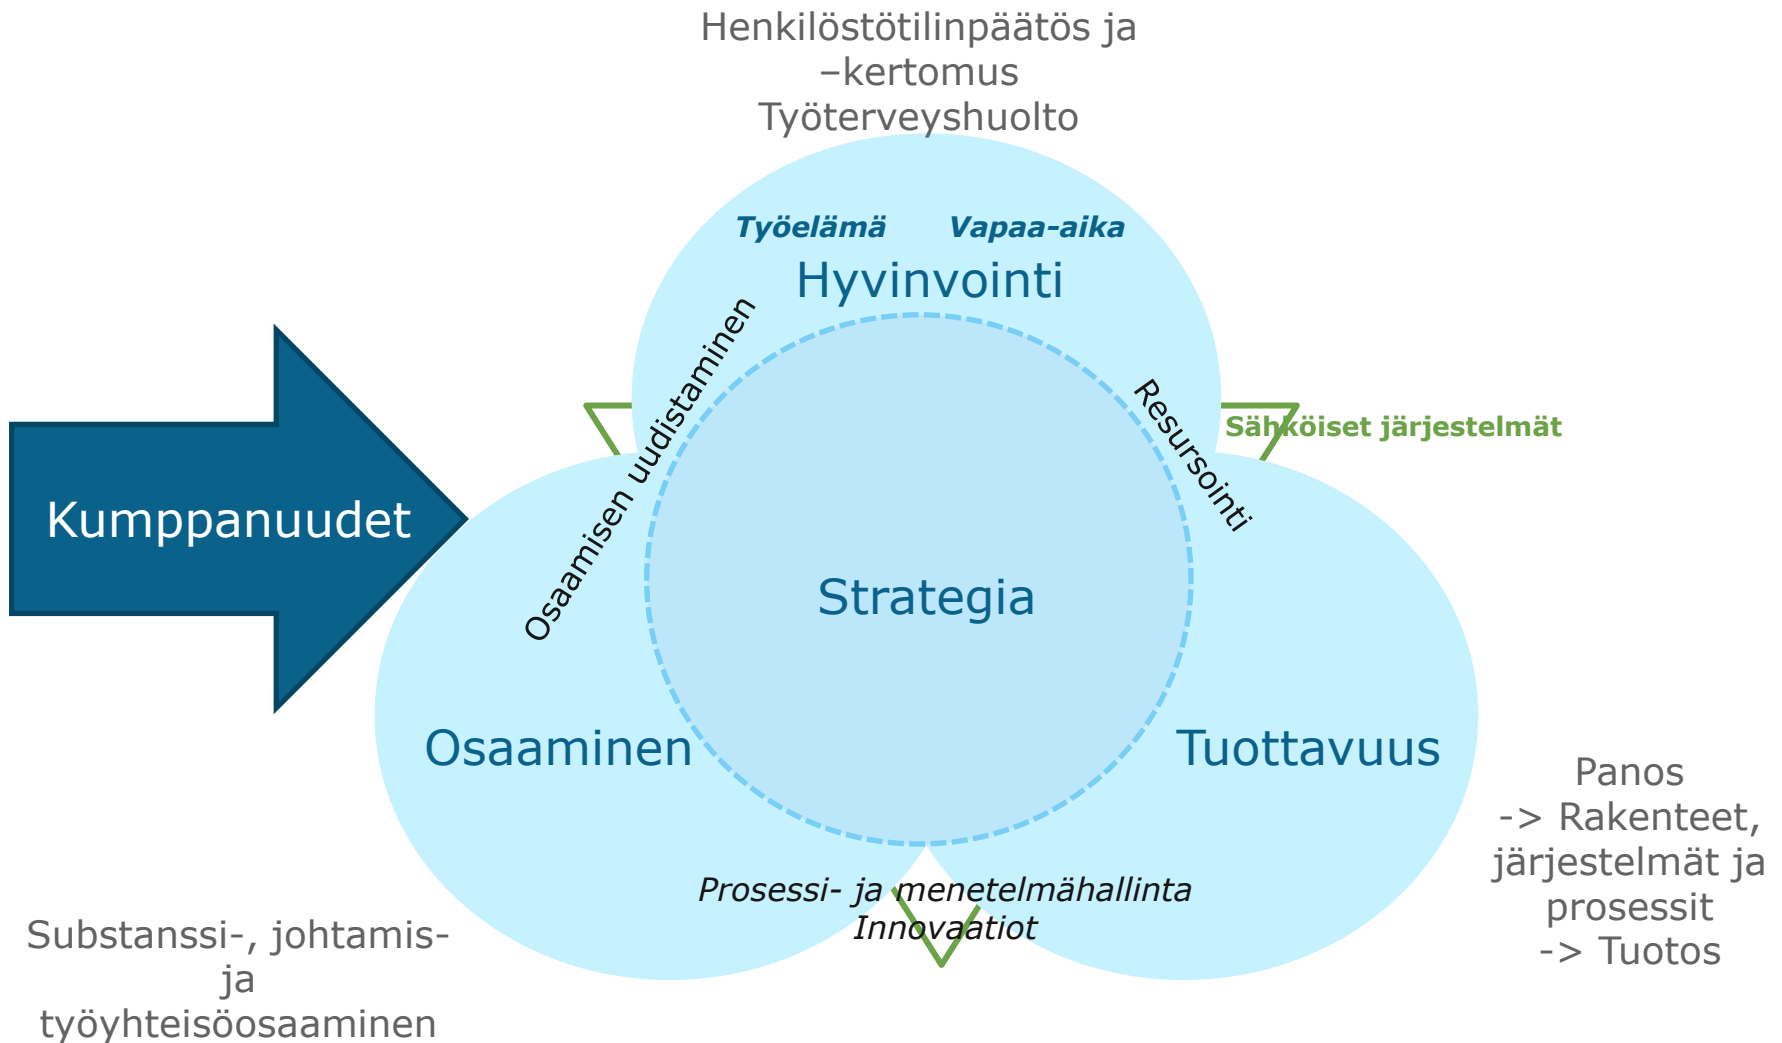 Henkilöstötilinpäätös ja
–kertomus
Työterveyshuolto
Työelämä
Vapaa-aika
Hyvinvointi
Osaamisen uudistaminen
Resursointi
Sähköiset järjestelmät
Kumppanuudet
Strategia
Osaaminen
Tuottavuus
Panos
-> Rakenteet,
järjestelmät ja
prosessit
-> Tuotos
Prosessi- ja menetelmähallinta
Innovaatiot
Substanssi-, johtamis-
ja
työyhteisöosaaminen